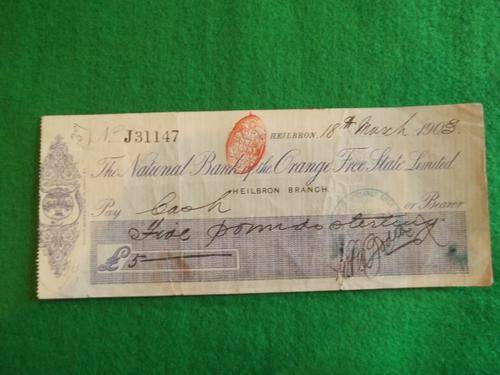 No J31147
HEILBRON, 18th March 1903
The National Bank of the Orange Free State Limited
HEILBRON BRANCH.
Pay Cash or Bearer
Five pounds sterling
£ 5